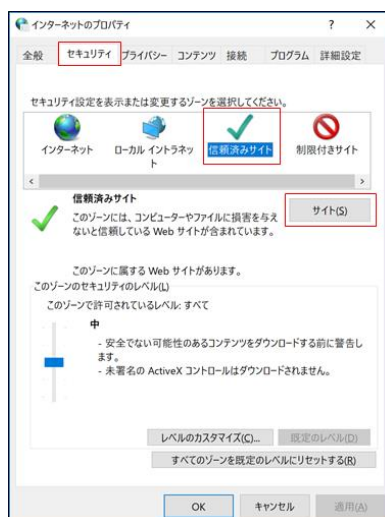 インターネットのプロパティ ? ×
全般 セキュリティ プライバシー コンテンツ 接続 プログラム 詳細設定
セキュリティ設定を表示または変更するゾーンを選択してください。
インターネット ローカル イントラネッ 信頼済みサイト 制限付きサイト
ト
信頼済みサイト
サイト(S)
このゾーンには、コンピューターやファイルに損害を与え
ないと信頼している Web サイトが含まれています。
このゾーンに属する Web サイトがあります。
このゾーンのセキュリティのレベル(L)
このゾーンで許可されているレベル: すべて
中
- 安全でない可能性のあるコンテンツをダウンロードする前に警告し
ます。
- 未署名の ActiveX コントロールはダウンロードされません。
レベルのカスタマイズ(C)... 既定のレベル(D)
すべてのゾーンを既定のレベルにリセットする(R)
OK キャンセル 適用(A)